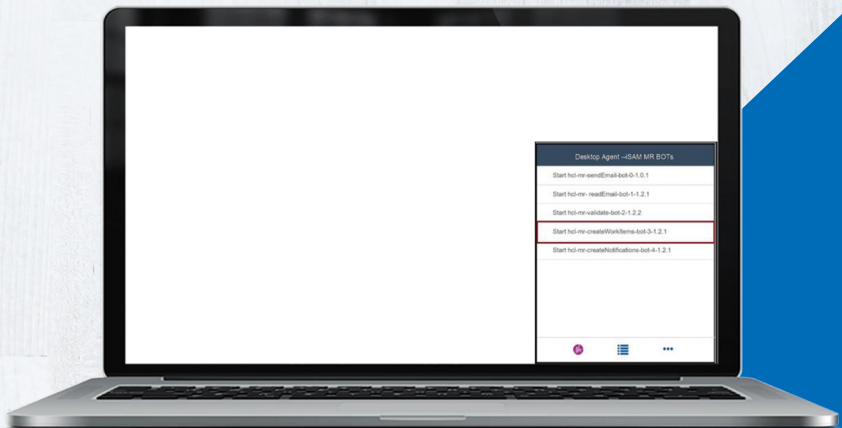 Desktop Agent –iSAM MR BOTs
Start hcl-mr-sendEmail-bot-0-1.0.1
Start hcl-mr- readEmail-bot-1-1.2.1
Start hcl-mr-validate-bot-2-1.2.2
Start hcl-mr-createWorkItems-bot-3-1.2.1
Start hcl-mr-createNotifications-bot-4-1.2.1